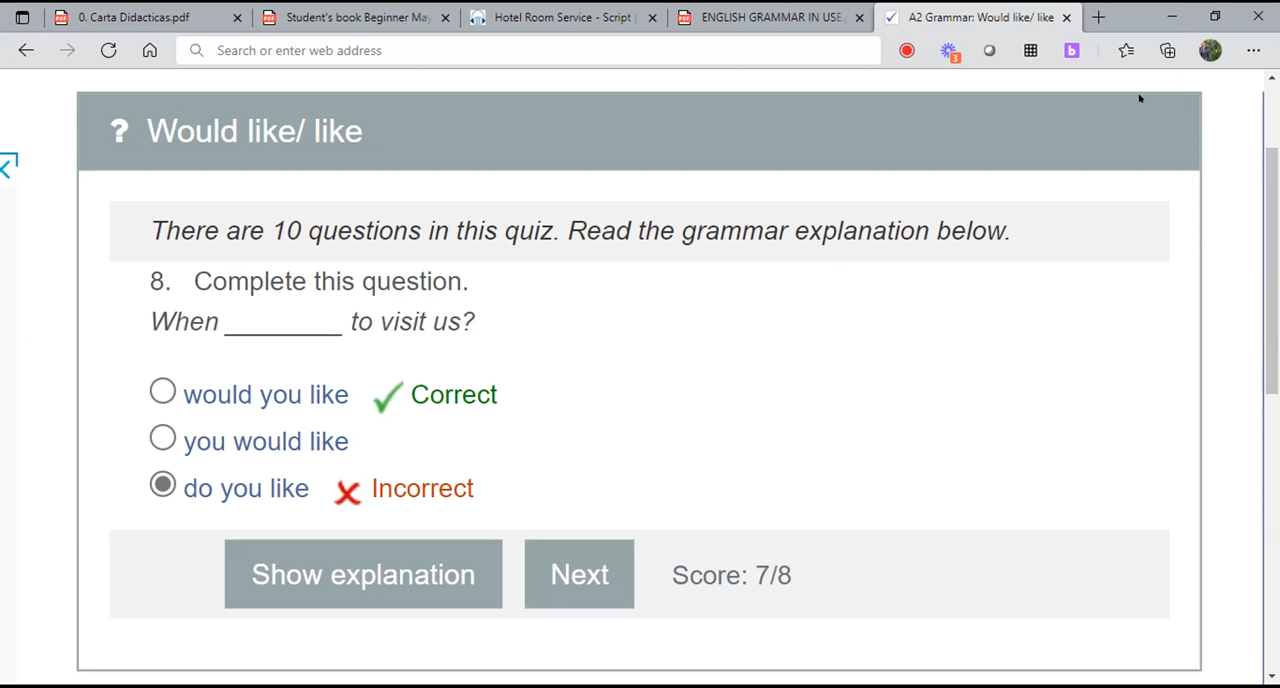 0. Carta Didacticas.pdf
Student's book Beginner Ma
Hotel Room Service - Script
ENGLISH GRAMMAR IN USE
A2 Grammar: Would like/ like
Search or enter web address
3
b
? Would like/ like
There are 10 questions in this quiz. Read the grammar explanation below.
8. Complete this question.
When ________ to visit us?
would you like Correct
you would like
do you like Incorrect
Show explanation Next Score: 7/8